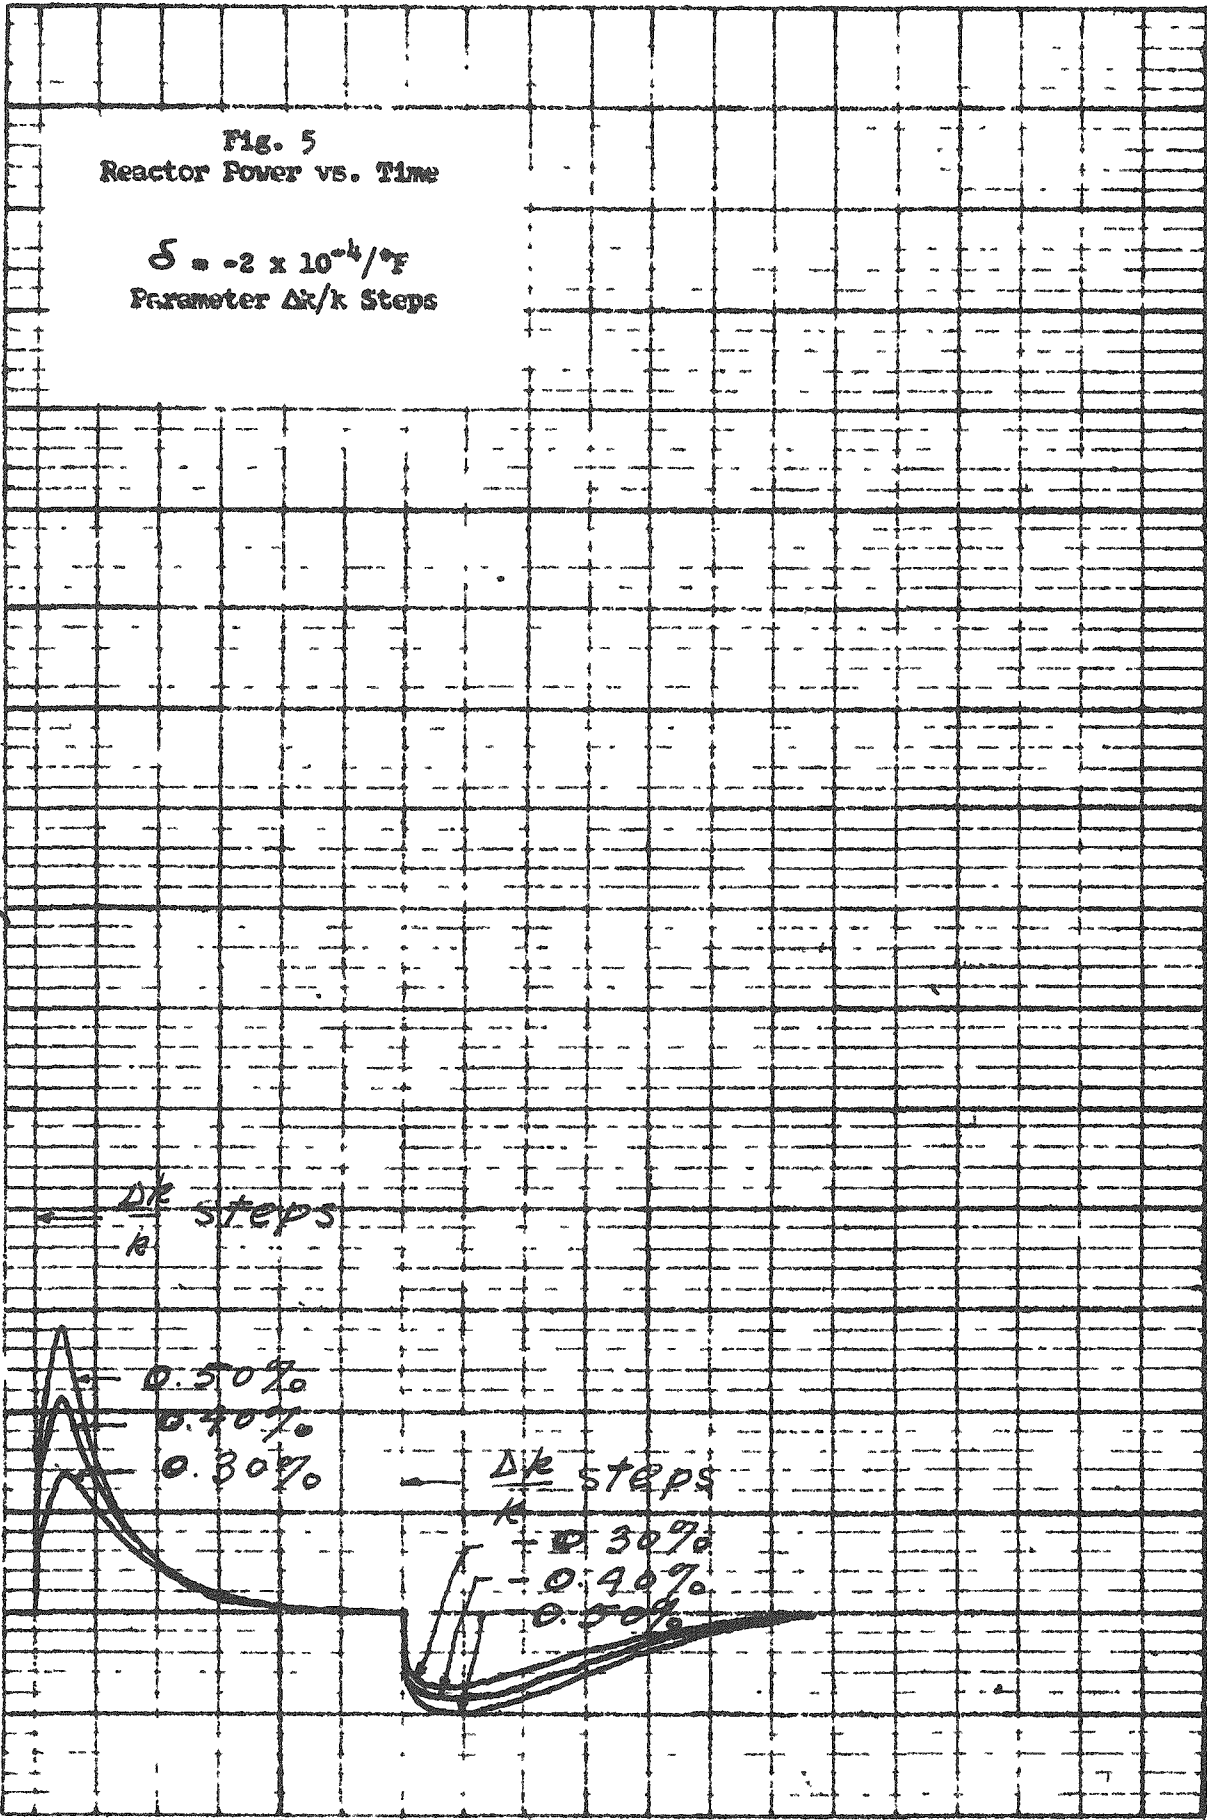 Fig. 5
Reactor Power vs. Time
δ = -2 x 10⁻⁴/°F
Parameter Δk/k Steps
Δk/k steps
0.50%
0.40%
0.30%
Δk/k steps
- 0.30%
- 0.40%
0.50%